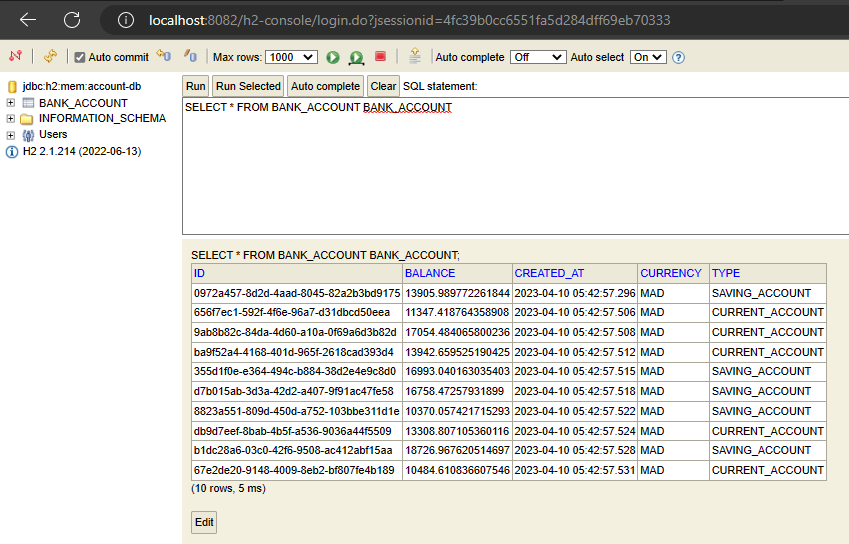 localhost:8082/h2-console/login.do?jsessionid=4fc39b0cc6551fa5d284dff69eb70333
Auto commit Max rows: 1000 Auto complete Off Auto select On
jdbc:h2:mem:account-db
BANK_ACCOUNT
INFORMATION_SCHEMA
Users
H2 2.1.214 (2022-06-13)
Run Run Selected Auto complete Clear SQL statement:
SELECT * FROM BANK_ACCOUNT BANK_ACCOUNT
SELECT * FROM BANK_ACCOUNT BANK_ACCOUNT;
ID BALANCE CREATED_AT CURRENCY TYPE
0972a457-8d2d-4aad-8045-82a2b3bd9175 13905.989772261844 2023-04-10 05:42:57.296 MAD SAVING_ACCOUNT
656f7ec1-592f-4f6e-96a7-d31dbcd50eea 11347.418764358908 2023-04-10 05:42:57.506 MAD CURRENT_ACCOUNT
9ab8b82c-84da-4d60-a10a-0f69a6d3b82d 17054.484065800236 2023-04-10 05:42:57.508 MAD CURRENT_ACCOUNT
ba9f52a4-4168-401d-965f-2618cad393d4 13942.659525190425 2023-04-10 05:42:57.512 MAD CURRENT_ACCOUNT
355d1f0e-e364-494c-b884-38d2e4e9c8d0 16993.040163035403 2023-04-10 05:42:57.515 MAD SAVING_ACCOUNT
d7b015ab-3d3a-42d2-a407-9f91ac47fe58 16758.47257931899 2023-04-10 05:42:57.518 MAD SAVING_ACCOUNT
8823a551-809d-450d-a752-103bbe311d1e 10370.057421715293 2023-04-10 05:42:57.522 MAD SAVING_ACCOUNT
db9d7eef-8bab-4b5f-a536-9036a44f5509 13308.807105360116 2023-04-10 05:42:57.524 MAD CURRENT_ACCOUNT
b1dc28a6-03c0-42f6-9508-ac412abf15aa 18726.967620514697 2023-04-10 05:42:57.528 MAD SAVING_ACCOUNT
67e2de20-9148-4009-8eb2-bf807fe4b189 10484.610836607546 2023-04-10 05:42:57.531 MAD CURRENT_ACCOUNT
(10 rows, 5 ms)
Edit